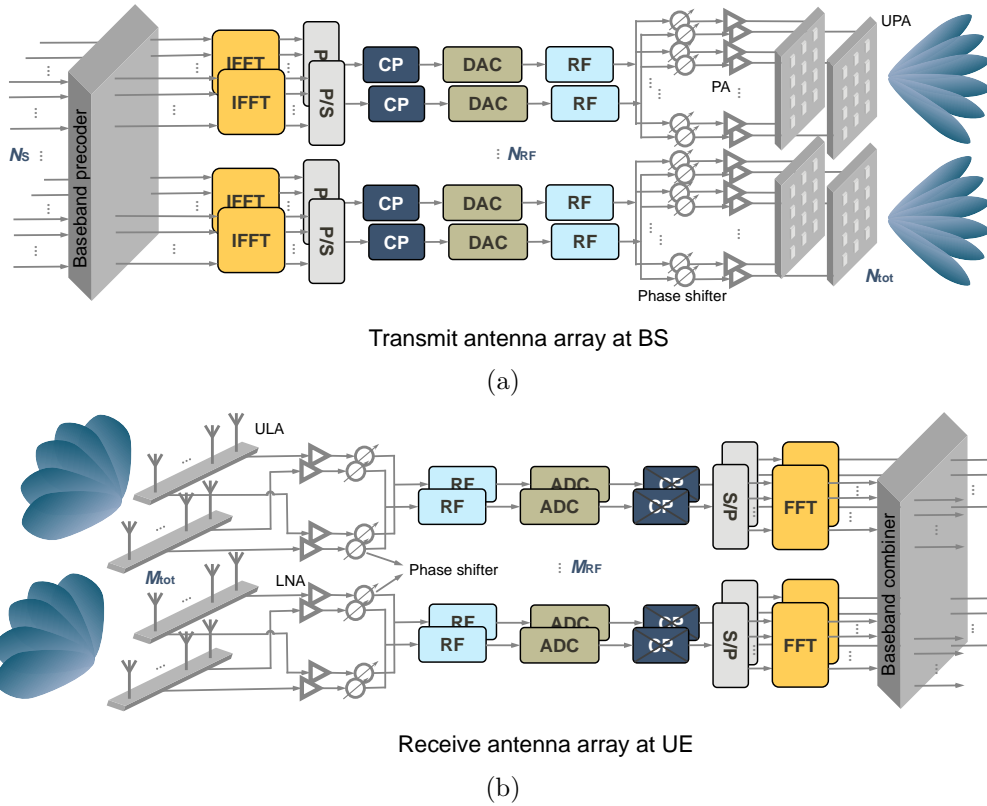 UPA
IFFT
P/S
CP
DAC
RF
IFFT
P/S
CP
DAC
RF
PA
Baseband precoder
NS
NRF
IFFT
P/S
CP
DAC
RF
IFFT
P/S
CP
DAC
RF
Ntot
Phase shifter
Transmit antenna array at BS
(a)
ULA
RF
ADC
CP
RF
ADC
CP
S/P
FFT
Mtot
LNA
Phase shifter
MRF
Baseband combiner
RF
ADC
CP
RF
ADC
CP
S/P
FFT
Receive antenna array at UE
(b)